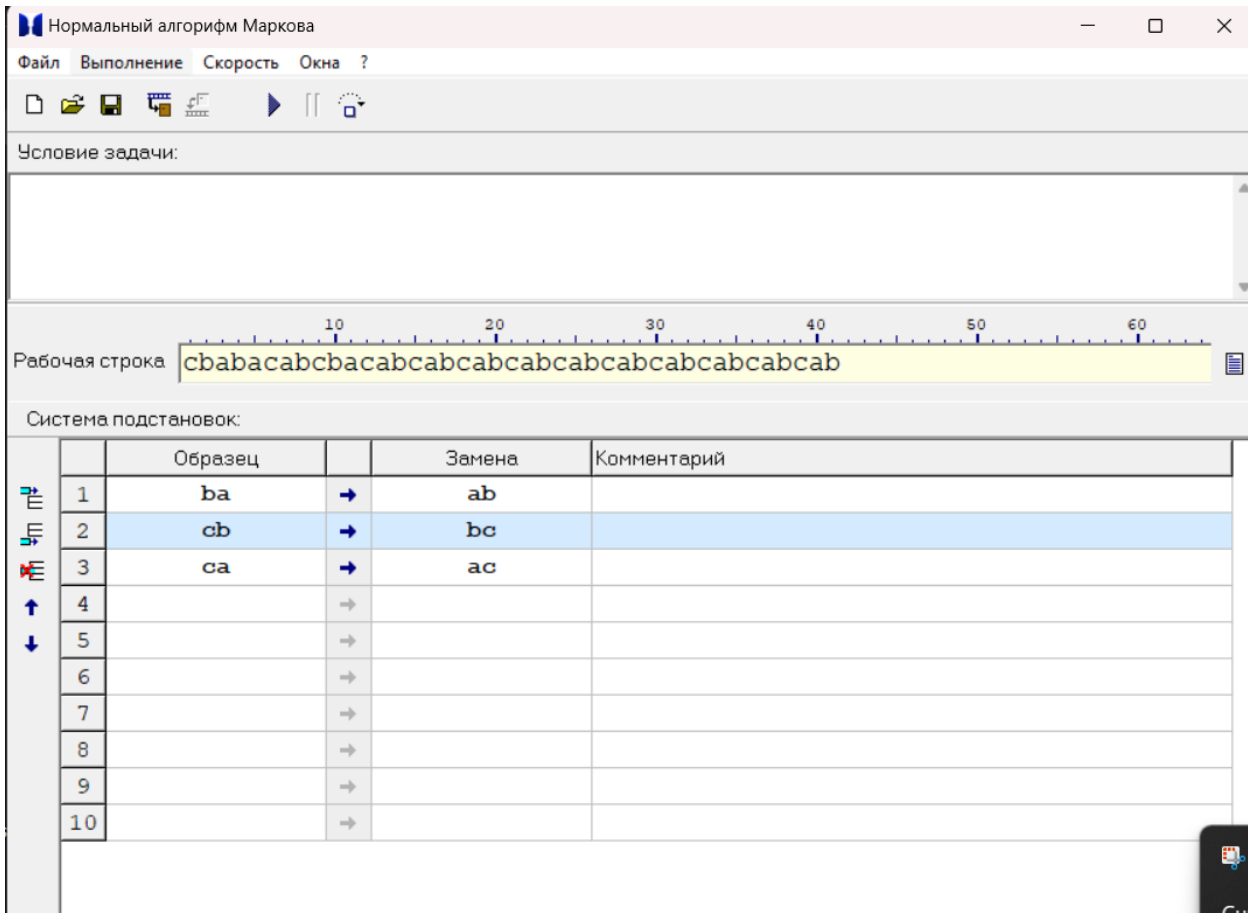 Нормальный алгорифм Маркова
Файл Выполнение Скорость Окна ?
Условие задачи:
10 20 30 40 50 60
Рабочая строка cbabacabcbacabcabcabcabcabcabcabcabcabcab
Система подстановок:
Образец Замена Комментарий
1 ba → ab
2 cb → bc
3 ca → ac
4 →
5 →
6 →
7 →
8 →
9 →
10 →